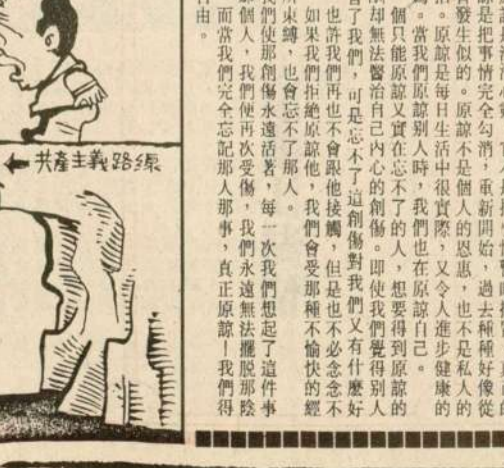 諒是把事情完全勾消,重新開始,過去種種好像從
發生似的。原諒不是個人的恩惠,也不是私人的
。原諒是每日生活中很實際,又令人進步健康的
。當我們原諒別人時,我們也在原諒自己。
個只能原諒又實在忘不了的人,想要得到原諒的
卻無法醫治自己內心的創傷。即使我們覺得別人
了我們,可是忘不了這創傷對我們又有什麼好
也許我們再也不會跟他接觸,但是也不必念念不
如果我們拒絕原諒他,我們會受那種不愉快的經
所束縛,也會忘不了那人。
我們使那創傷永遠活著,每一次我們想起了這件事
個人,我們便再次受傷,我們永遠無法擺脫那陰
而當我們完全忘記那人那事,真正原諒!我們得
由。
共產主義路線